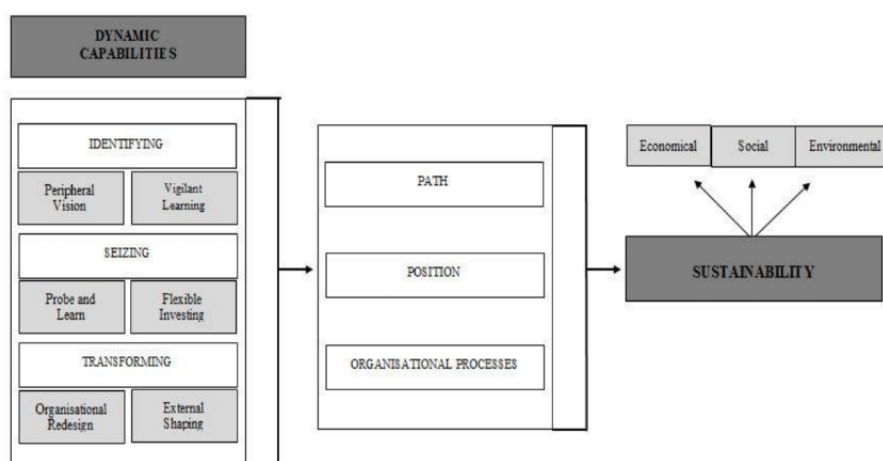 DYNAMIC
CAPABILITIES
IDENTIFYING
Peripheral
Vision
Vigilant
Learning
SEIZING
Probe and
Learn
Flexible
Investing
TRANSFORMING
Organisational
Redesign
External
Shaping
PATH
POSITION
ORGANISATIONAL PROCESSES
Economical
Social
Environmental
SUSTAINABILITY